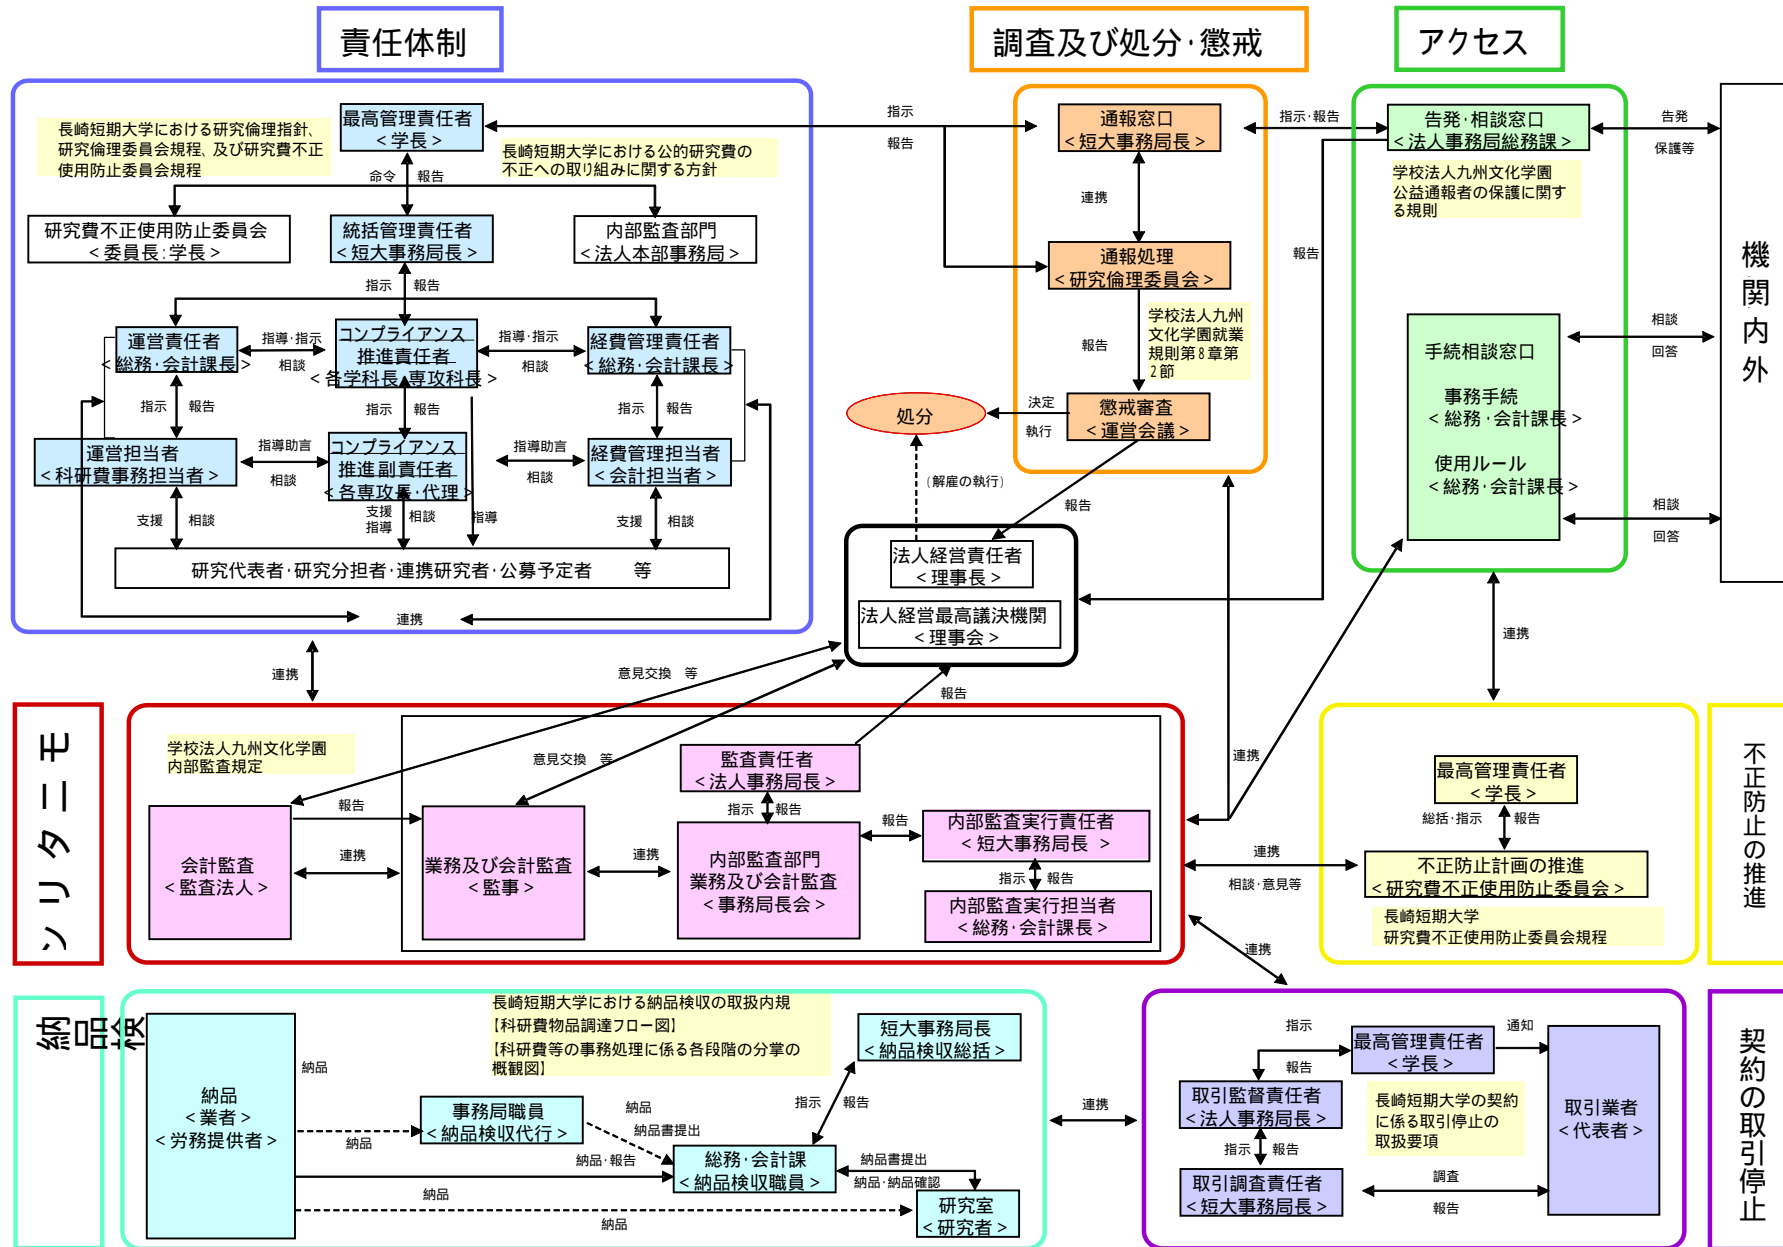 責任体制
調査及び処分・懲戒
アクセス
最高管理責任者
＜学長＞
長崎短期大学における研究倫理指針、
研究倫理委員会規程、及び研究費不正
使用防止委員会規程
長崎短期大学における公的研究費の
不正への取り組みに関する方針
命令
報告
研究費不正使用防止委員会
＜委員長：学長＞
統括管理責任者
＜短大事務局長＞
内部監査部門
＜法人本部事務局＞
指示
報告
運営責任者
＜総務・会計課長＞
指導・指示
相談
コンプライアンス
推進責任者
＜各学科長・専攻科長＞
指導・指示
相談
経費管理責任者
＜総務・会計課長＞
指示
報告
指示
報告
指示
報告
運営担当者
＜科研費事務担当者＞
指導助言
相談
コンプライアンス
推進副責任者
＜各専攻長・代理＞
指導助言
相談
経費管理担当者
＜会計担当者＞
支援
相談
支援
指導
相談
指導
支援
相談
研究代表者・研究分担者・連携研究者・公募予定者　等
連携
指示
報告
通報窓口
＜短大事務局長＞
連携
通報処理
＜研究倫理委員会＞
学校法人九州
文化学園就業
規則第8章第
2節
報告
懲戒審査
＜運営会議＞
決定
執行
処分
（解雇の執行）
報告
法人経営責任者
＜理事長＞
法人経営最高議決機関
＜理事会＞
指示・報告
告発・相談窓口
＜法人事務局総務課＞
学校法人九州文化学園
公益通報者の保護に関す
る規則
報告
告発
保護等
手続相談窓口
事務手続
＜総務・会計課長＞
使用ルール
＜総務・会計課長＞
相談
回答
相談
回答
機関内外
連携
連携
意見交換　等
報告
連携
モニタリン
学校法人九州文化学園
内部監査規定
意見交換　等
会計監査
＜監査法人＞
報告
連携
業務及び会計監査
＜監事＞
連携
監査責任者
＜法人事務局長＞
指示
報告
内部監査部門
業務及び会計監査
＜事務局長会＞
報告
内部監査実行責任者
＜短大事務局長＞
指示
報告
内部監査実行担当者
＜総務・会計課長＞
連携
相談・意見等
最高管理責任者
＜学長＞
総括・指示
報告
不正防止計画の推進
＜研究費不正使用防止委員会＞
長崎短期大学
研究費不正使用防止委員会規程
不正防止の推進
連携
納品検
長崎短期大学における納品検収の取扱内規
【科研費物品調達フロー図】
【科研費等の事務処理に係る各段階の分掌の
概観図】
納品
＜業者＞
＜労務提供者＞
納品
納品
事務局職員
＜納品検収代行＞
納品
納品書提出
納品・報告
納品
納品
短大事務局長
＜納品検収総括＞
指示
報告
総務・会計課
＜納品検収職員＞
納品書提出
納品・納品確認
研究室
＜研究者＞
連携
指示
報告
最高管理責任者
＜学長＞
通知
取引監督責任者
＜法人事務局長＞
指示
報告
長崎短期大学の契約
に係る取引停止の
取扱要項
取引調査責任者
＜短大事務局長＞
調査
報告
取引業者
＜代表者＞
契約の取引停止